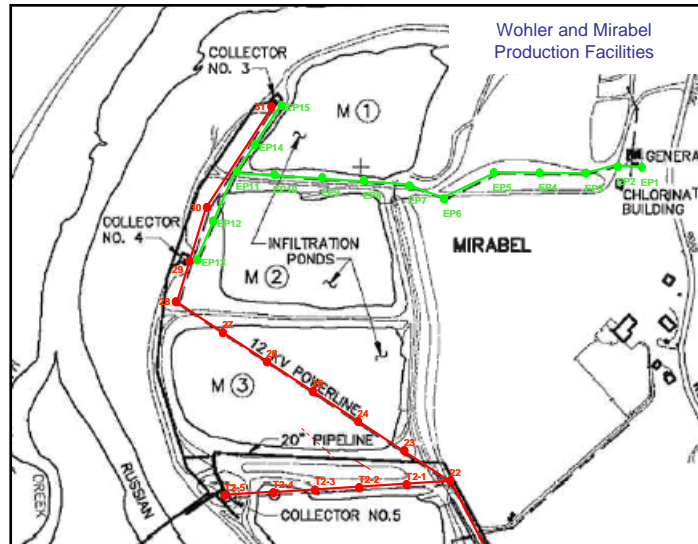 Wohler and Mirabel
Production Facilities
COLLECTOR
NO. 3
31
EP15
M 1
EP14
EP11
EP10
EP9
EP8
EP7
EP6
EP5
EP4
EP3
EP2
EP1
GENERA
CHLORINAT
BUILDING
30
EP12
COLLECTOR
NO. 4
29
EP13
INFILTRATION
PONDS
MIRABEL
M 2
28
27
26
12 KV POWERLINE
M 3
25
24
23
20" PIPELINE
22
T2-5
T2-4
T2-3
T2-2
T2-1
COLLECTOR NO.5
RUSSIAN
CREEK